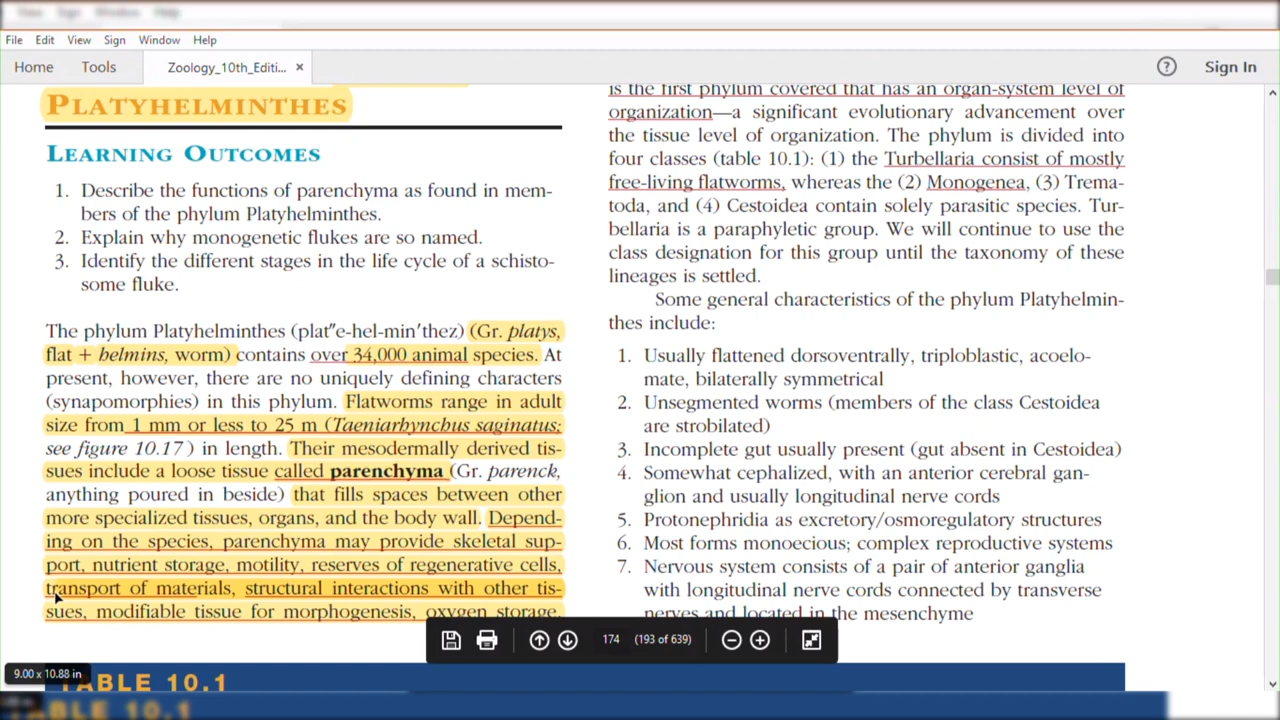 View Sign Window Help
File Edit View Sign Window Help
Home Tools Zoology_10th_Editi... × ? Sign In
PLATYHELMINTHES
LEARNING OUTCOMES
1. Describe the functions of parenchyma as found in mem-
bers of the phylum Platyhelminthes.
2. Explain why monogenetic flukes are so named.
3. Identify the different stages in the life cycle of a schisto-
some fluke.
The phylum Platyhelminthes (plat″e-hel-min′thez) (Gr. platys,
flat + helmins, worm) contains over 34,000 animal species. At
present, however, there are no uniquely defining characters
(synapomorphies) in this phylum. Flatworms range in adult
size from 1 mm or less to 25 m (Taeniarhynchus saginatus;
see figure 10.17) in length. Their mesodermally derived tis-
sues include a loose tissue called parenchyma (Gr. parenck,
anything poured in beside) that fills spaces between other
more specialized tissues, organs, and the body wall. Depend-
ing on the species, parenchyma may provide skeletal sup-
port, nutrient storage, motility, reserves of regenerative cells,
transport of materials, structural interactions with other tis-
sues, modifiable tissue for morphogenesis, oxygen storage,
is the first phylum covered that has an organ-system level of
organization—a significant evolutionary advancement over
the tissue level of organization. The phylum is divided into
four classes (table 10.1): (1) the Turbellaria consist of mostly
free-living flatworms, whereas the (2) Monogenea, (3) Trema-
toda, and (4) Cestoidea contain solely parasitic species. Tur-
bellaria is a paraphyletic group. We will continue to use the
class designation for this group until the taxonomy of these
lineages is settled.
Some general characteristics of the phylum Platyhelmin-
thes include:
1. Usually flattened dorsoventrally, triploblastic, acoelo-
mate, bilaterally symmetrical
2. Unsegmented worms (members of the class Cestoidea
are strobilated)
3. Incomplete gut usually present (gut absent in Cestoidea)
4. Somewhat cephalized, with an anterior cerebral gan-
glion and usually longitudinal nerve cords
5. Protonephridia as excretory/osmoregulatory structures
6. Most forms monoecious; complex reproductive systems
7. Nervous system consists of a pair of anterior ganglia
with longitudinal nerve cords connected by transverse
nerves and located in the mesenchyme
174 (193 of 639)
9.00 x 10.88 in
TABLE 10.1
BLE 10.1